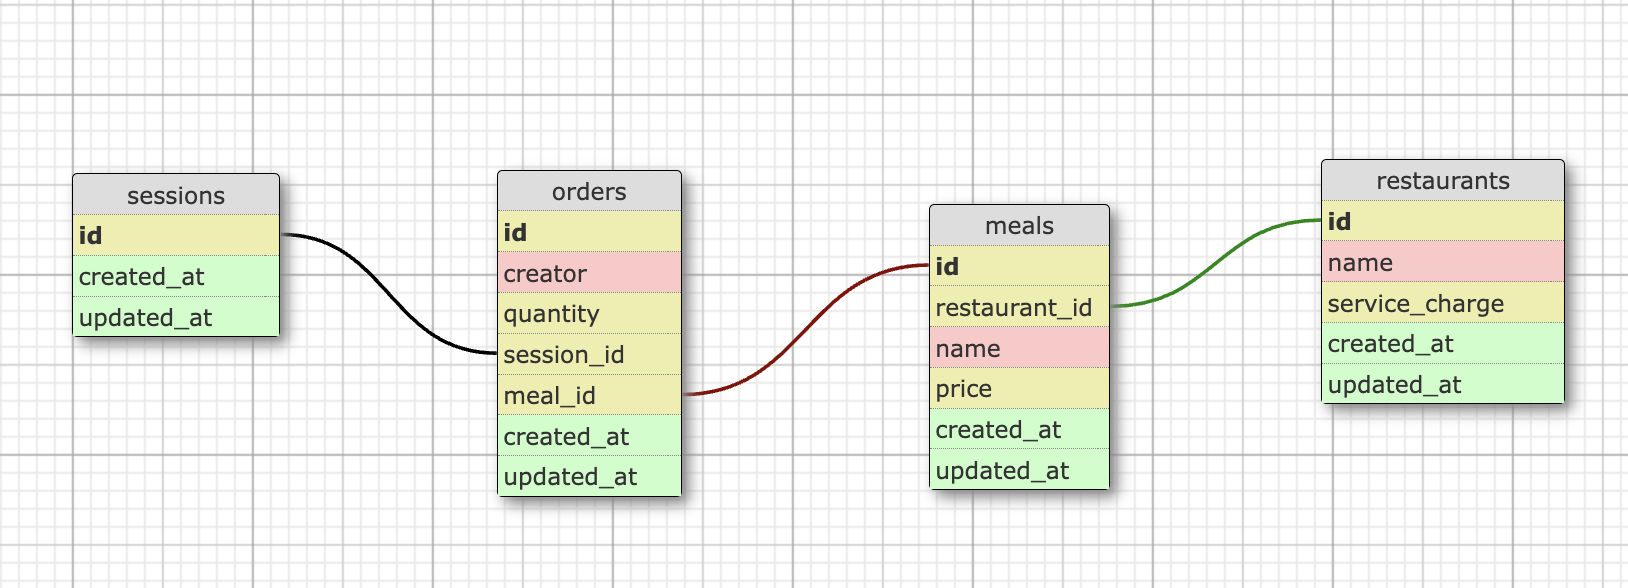 sessions
id
created_at
updated_at
orders
id
creator
quantity
session_id
meal_id
created_at
updated_at
meals
id
restaurant_id
name
price
created_at
updated_at
restaurants
id
name
service_charge
created_at
updated_at